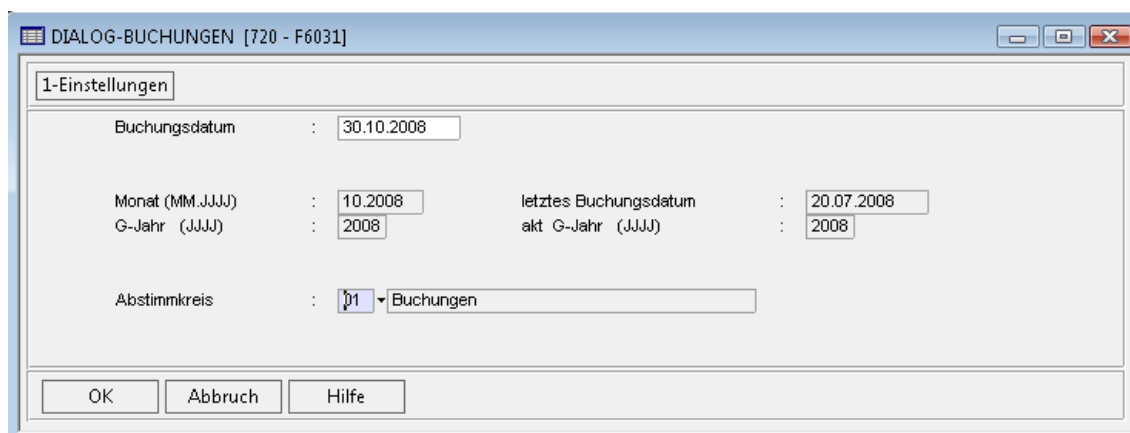 DIALOG-BUCHUNGEN [720 - F6031]
1-Einstellungen
Buchungsdatum : 30.10.2008
Monat (MM.JJJJ) : 10.2008 letztes Buchungsdatum : 20.07.2008
G-Jahr (JJJJ) : 2008 akt G-Jahr (JJJJ) : 2008
Abstimmkreis : 01 Buchungen
OK Abbruch Hilfe